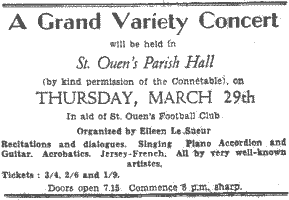 A Grand Variety Concert
will be held in
St. Ouen's Parish Hall
(by kind permission of the Connétable), on
THURSDAY, MARCH 29th
In aid of St. Ouen's Football Club
Organised by Eileen Le Sueur
Recitations and dialogues. Singing Piano Accordion and
Guitar. Acrobatics. Jersey-French. All by very well-known
artistes.
Tickets : 3/4, 2/6 and 1/9.
Doors open 7.15. Commence 8 p.m. sharp.